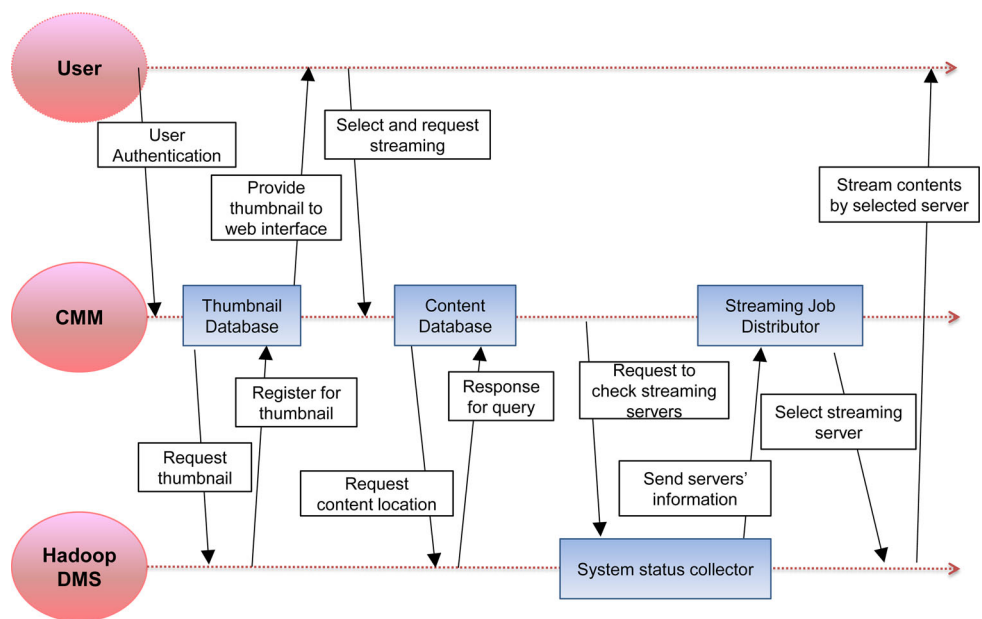 User
User
Authentication
Select and request
streaming
Provide
thumbnail to
web interface
Stream contents
by selected server
CMM
Thumbnail
Database
Content
Database
Streaming Job
Distributor
Register for
thumbnail
Response
for query
Request to
check streaming
servers
Select streaming
server
Request
thumbnail
Request
content location
Send servers’
information
Hadoop
DMS
System status collector